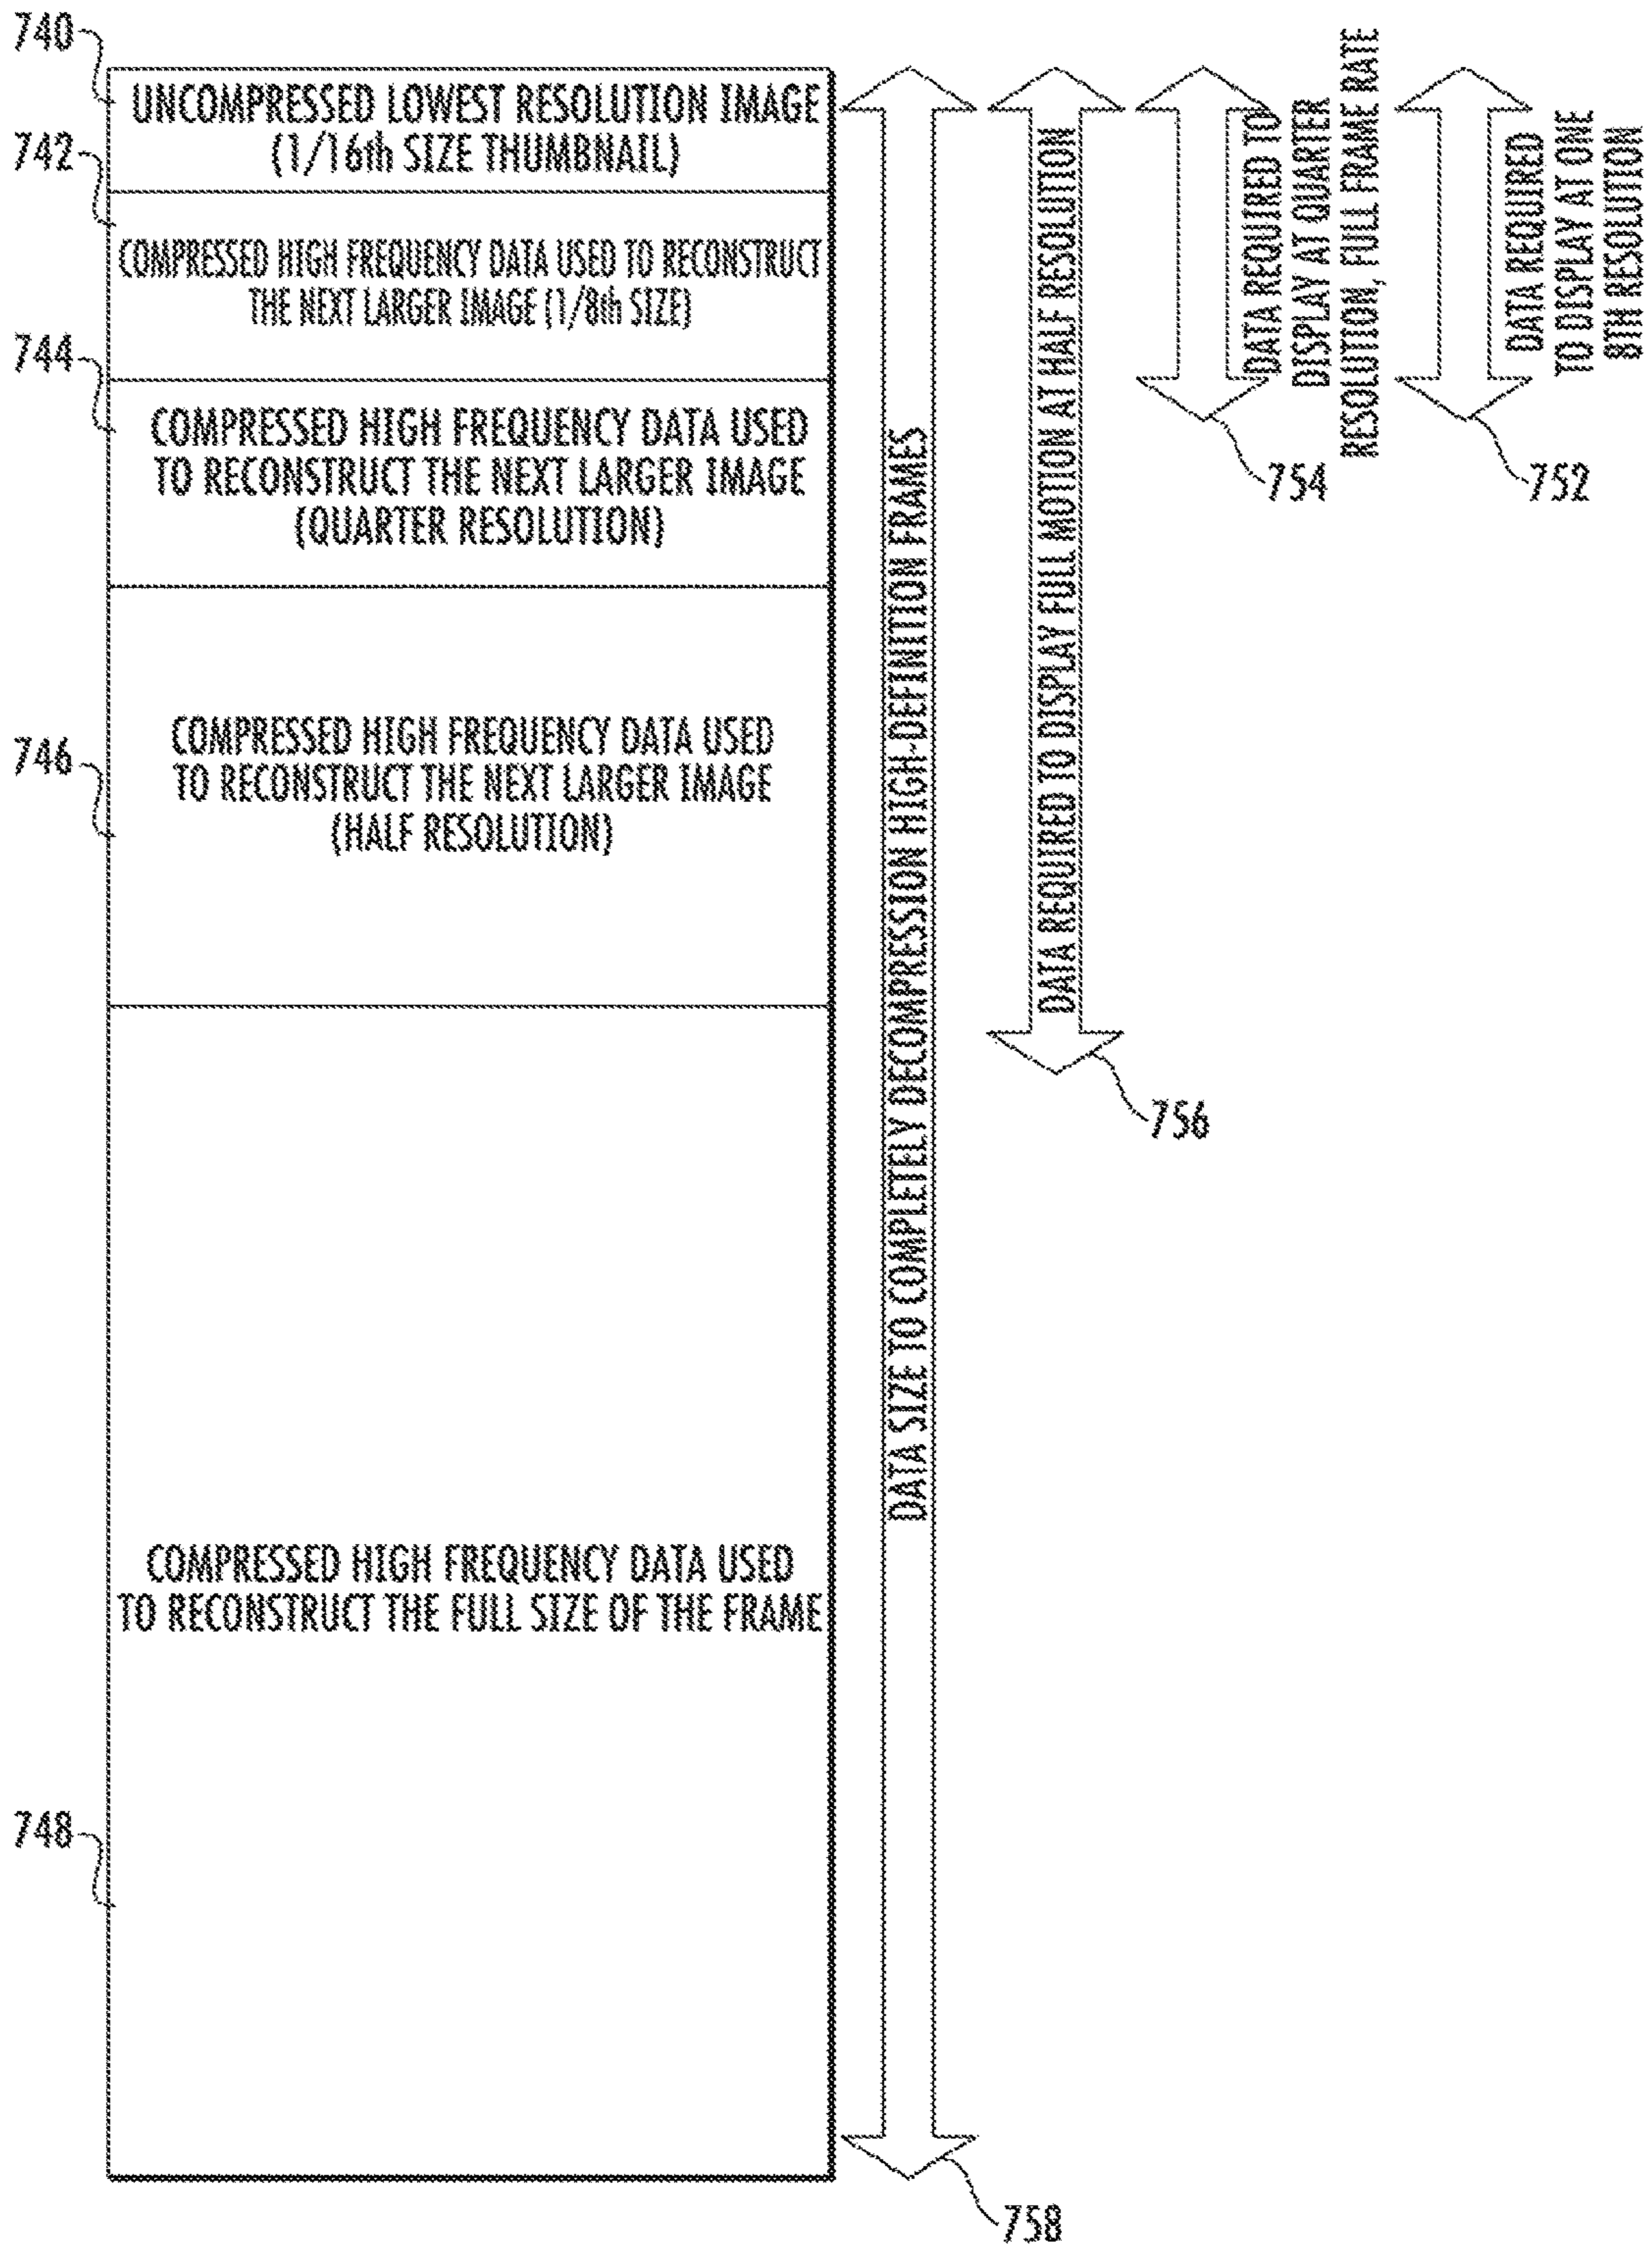 740
UNCOMPRESSED LOWEST RESOLUTION IMAGE
(1/16th SIZE THUMBNAIL)
742
COMPRESSED HIGH FREQUENCY DATA USED TO RECONSTRUCT
THE NEXT LARGER IMAGE (1/8th SIZE)
744
COMPRESSED HIGH FREQUENCY DATA USED
TO RECONSTRUCT THE NEXT LARGER IMAGE
(QUARTER RESOLUTION)
746
COMPRESSED HIGH FREQUENCY DATA USED
TO RECONSTRUCT THE NEXT LARGER IMAGE
(HALF RESOLUTION)
748
COMPRESSED HIGH FREQUENCY DATA USED
TO RECONSTRUCT THE FULL SIZE OF THE FRAME
DATA SIZE TO COMPLETELY DECOMPRESSION HIGH-DEFINITION FRAMES
758
DATA REQUIRED TO DISPLAY FULL MOTION AT HALF RESOLUTION
756
DATA REQUIRED TO
DISPLAY AT QUARTER
RESOLUTION, FULL FRAME RATE
754
DATA REQUIRED
TO DISPLAY AT ONE
8TH RESOLUTION
752